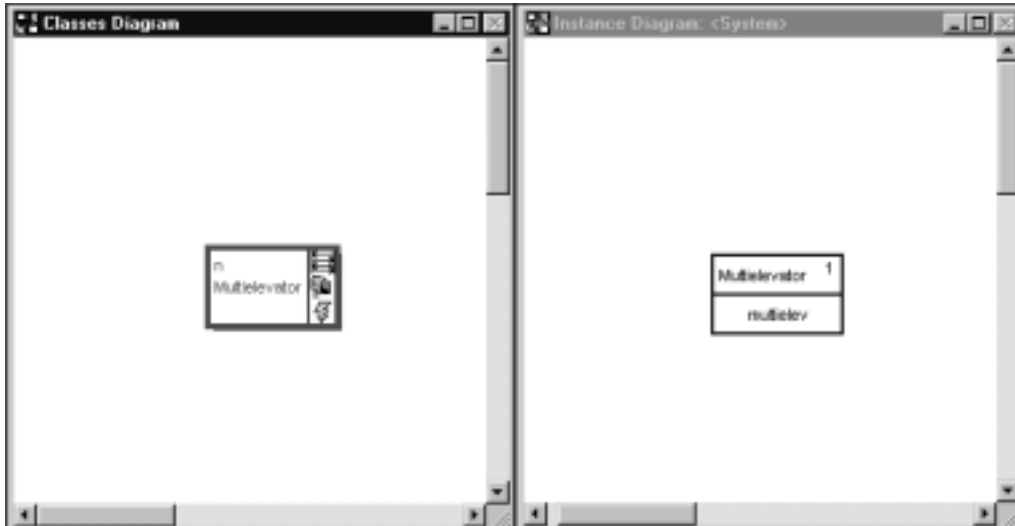 Classes Diagram
n
Multielevator
Instance Diagram: <System>
Multielevator 1
multielev